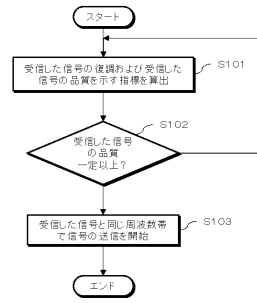 スタート
受信した信号の復調および受信した
信号の品質を示す指標を算出
S101
S102
受信した信号
の品質
一定以上？
S103
受信した信号と同じ周波数帯
で信号の送信を開始
エンド